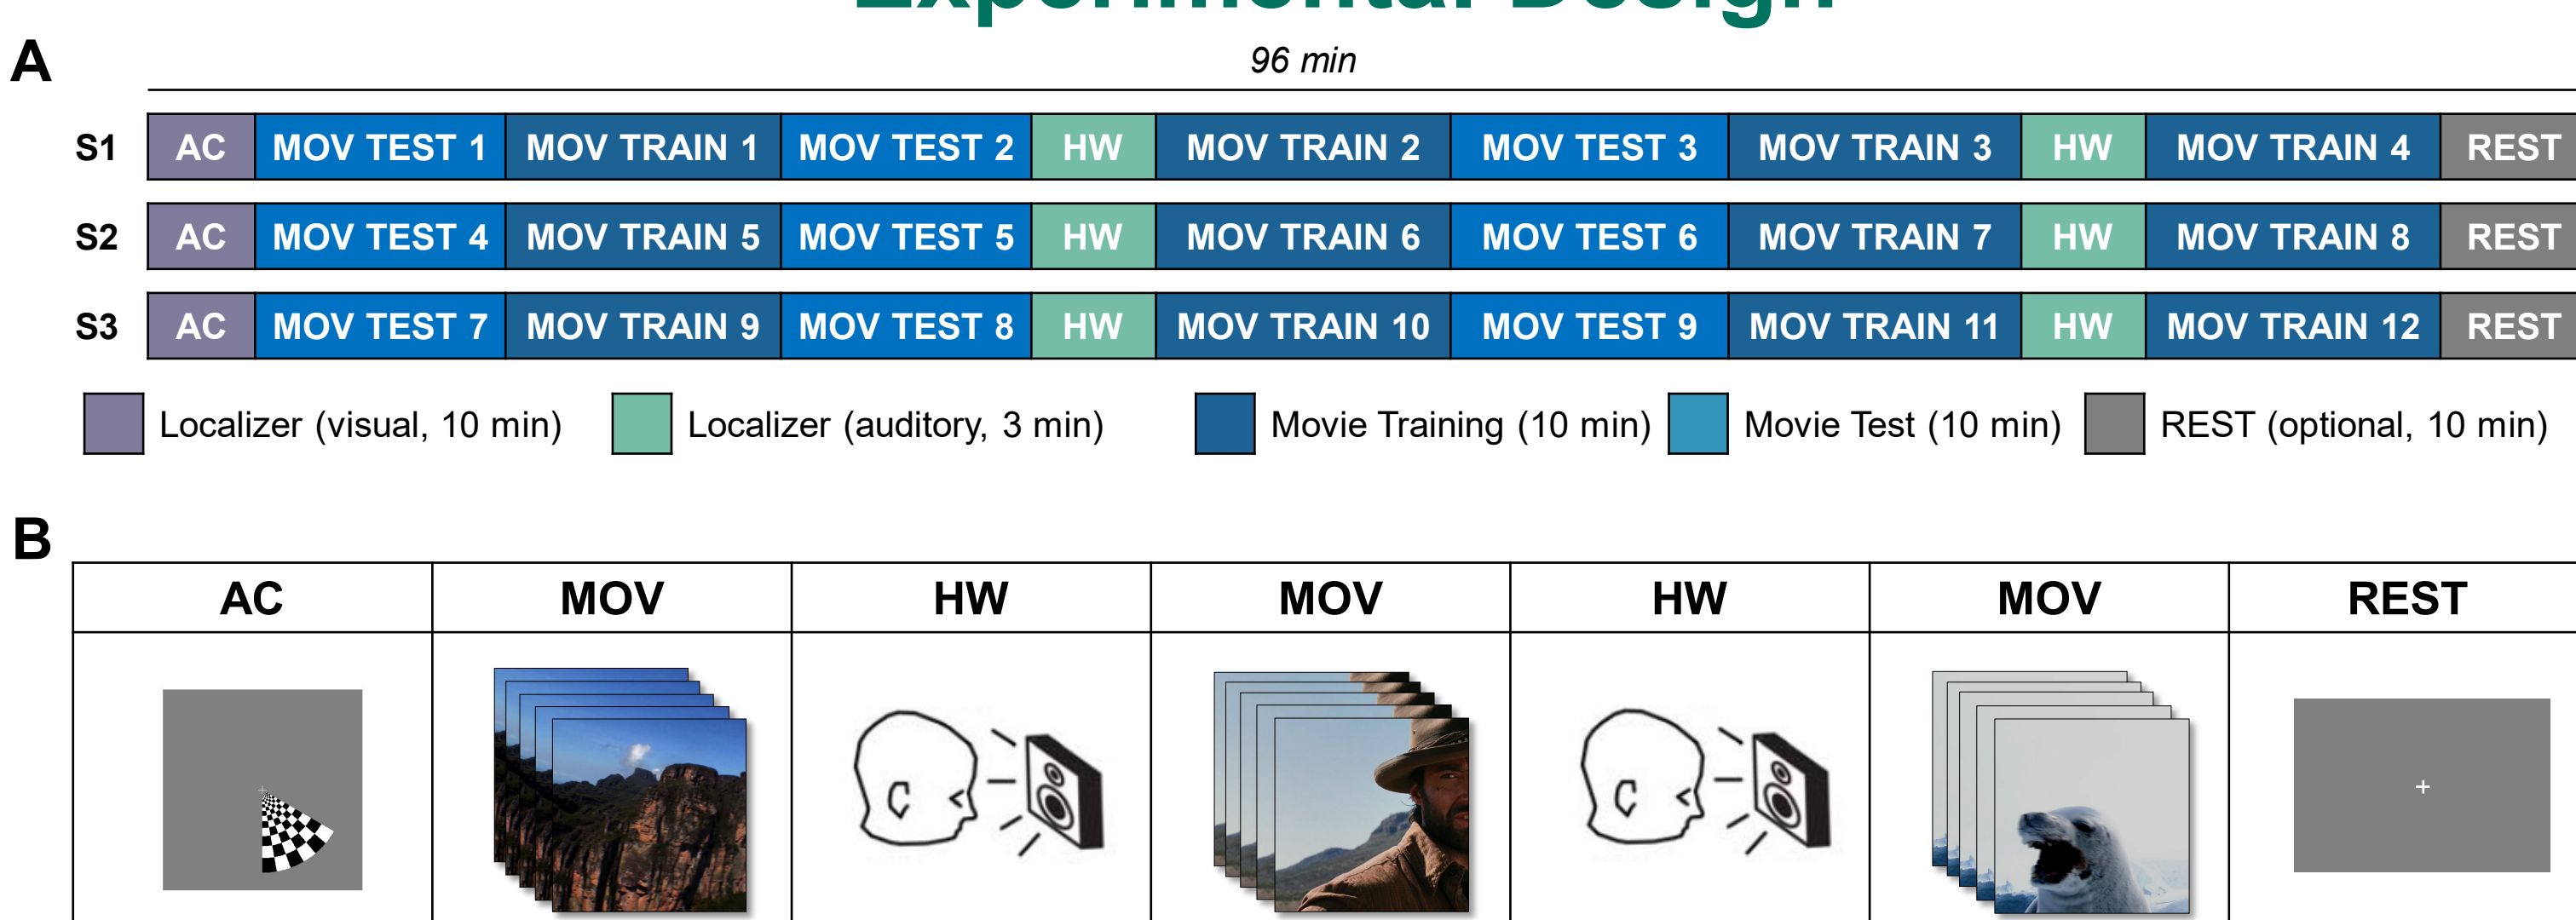 Experimental Design
A
96 min
S1 AC MOV TEST 1 MOV TRAIN 1 MOV TEST 2 HW MOV TRAIN 2 MOV TEST 3 MOV TRAIN 3 HW MOV TRAIN 4 REST
S2 AC MOV TEST 4 MOV TRAIN 5 MOV TEST 5 HW MOV TRAIN 6 MOV TEST 6 MOV TRAIN 7 HW MOV TRAIN 8 REST
S3 AC MOV TEST 7 MOV TRAIN 9 MOV TEST 8 HW MOV TRAIN 10 MOV TEST 9 MOV TRAIN 11 HW MOV TRAIN 12 REST
Localizer (visual, 10 min) Localizer (auditory, 3 min) Movie Training (10 min) Movie Test (10 min) REST (optional, 10 min)
B
AC MOV HW MOV HW MOV REST